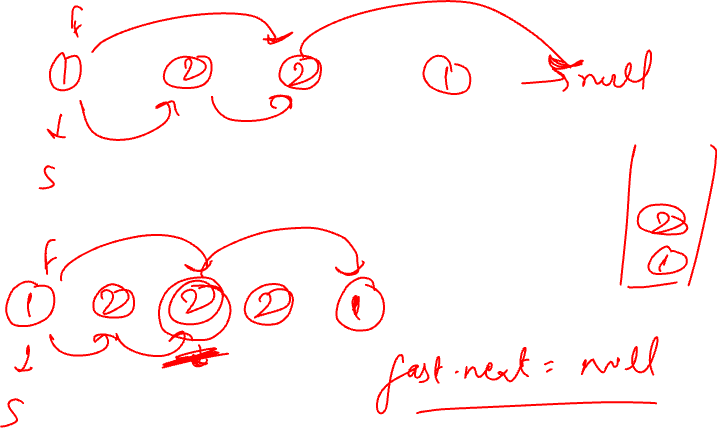 f
1 2 2 1 → null
S
2
1
f
1 2 2 2 1
fast.next = null
S